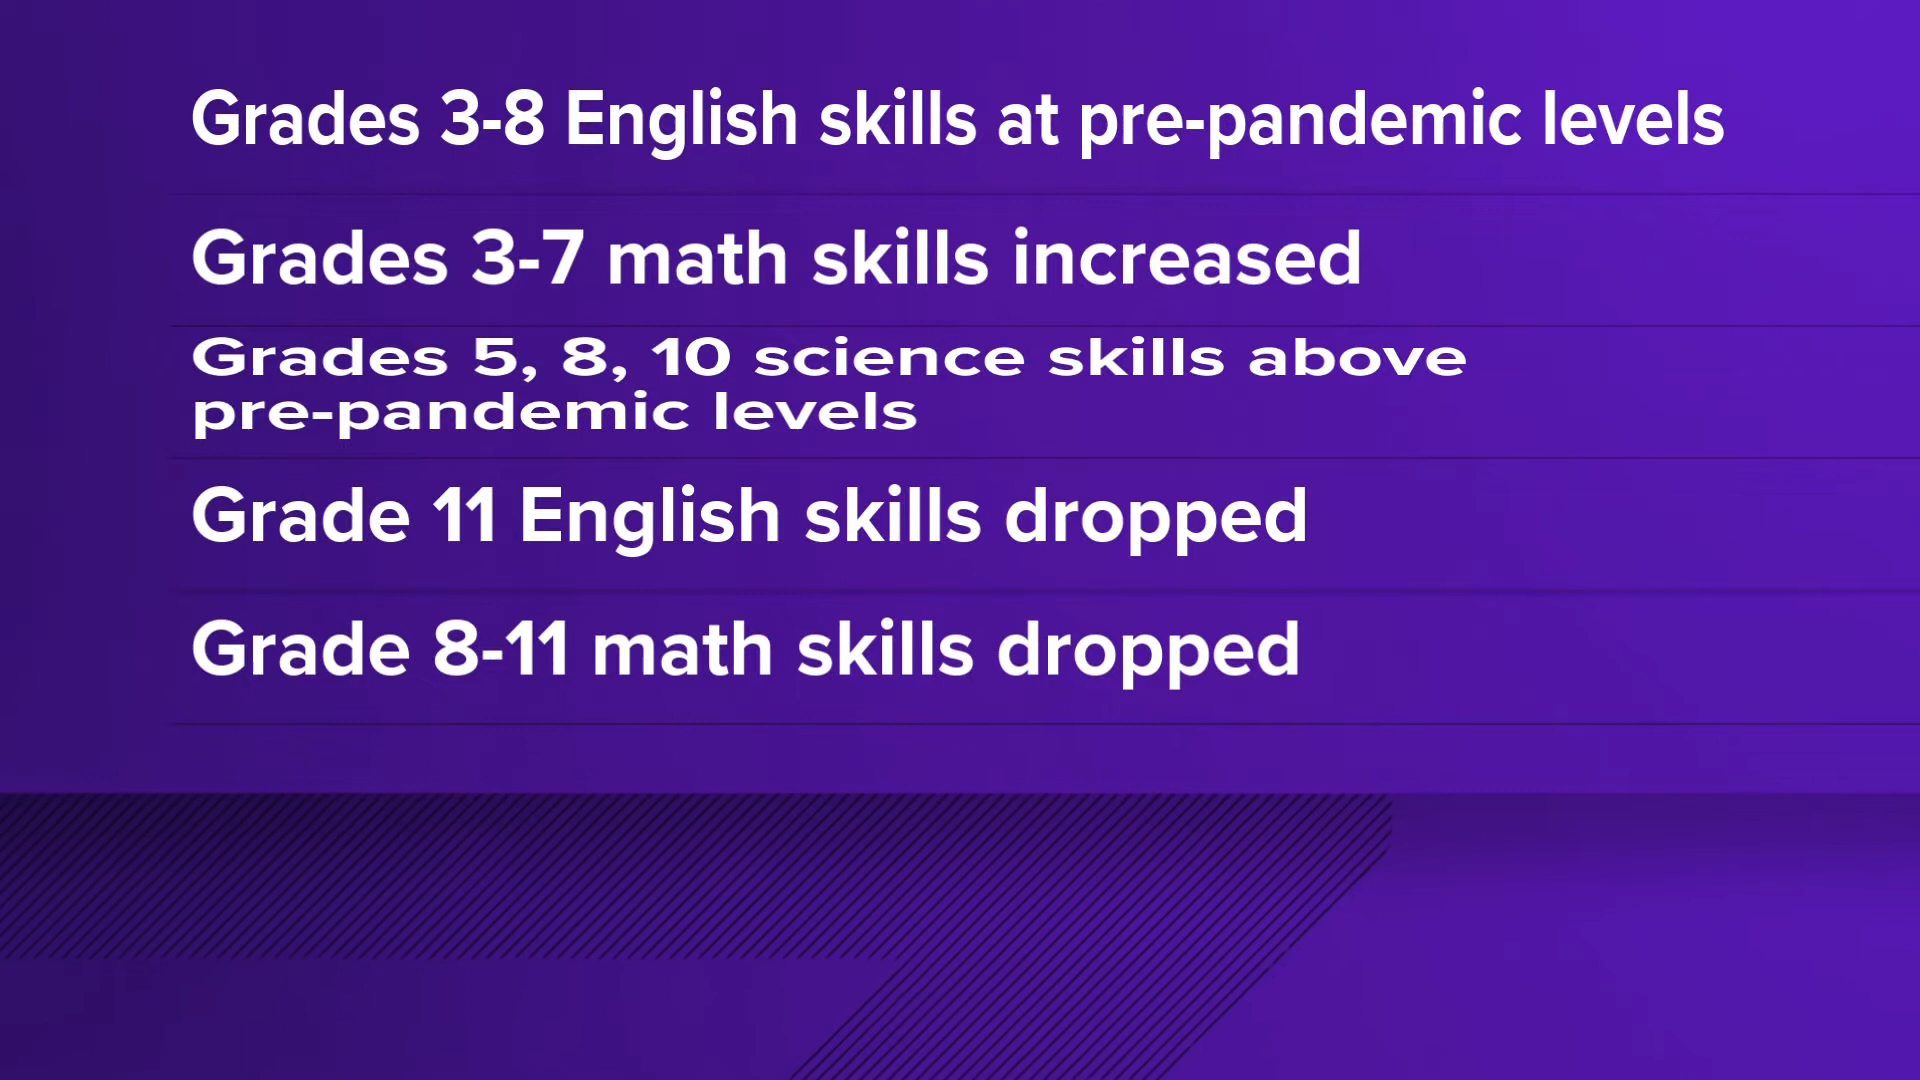 Grades 3-8 English skills at pre-pandemic levels
Grades 3-7 math skills increased
Grades 5, 8, 10 science skills above
pre-pandemic levels
Grade 11 English skills dropped
Grade 8-11 math skills dropped